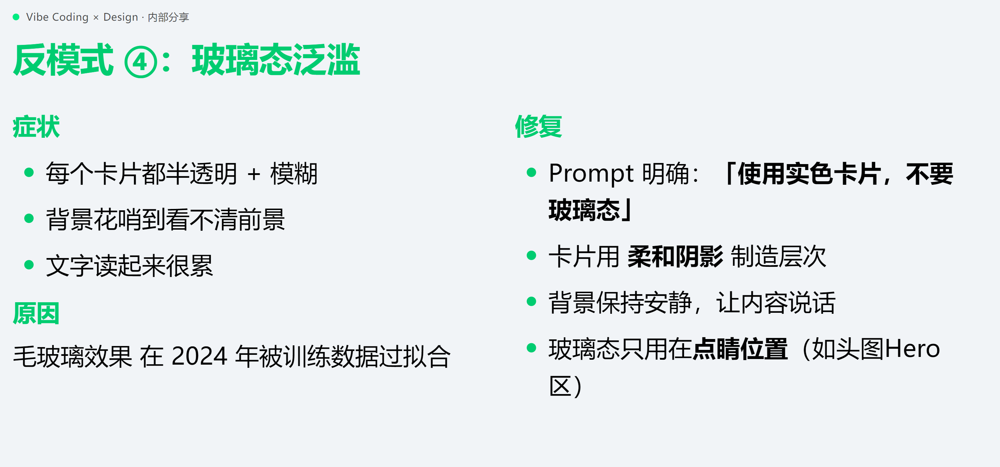 Vibe Coding × Design · 内部分享
反模式 ④：玻璃态泛滥
症状
每个卡片都半透明 + 模糊
背景花哨到看不清前景
文字读起来很累
原因
毛玻璃效果 在 2024 年被训练数据过拟合
修复
Prompt 明确：「使用实色卡片，不要
玻璃态」
卡片用 柔和阴影 制造层次
背景保持安静，让内容说话
玻璃态只用在点睛位置（如头图Hero
区）